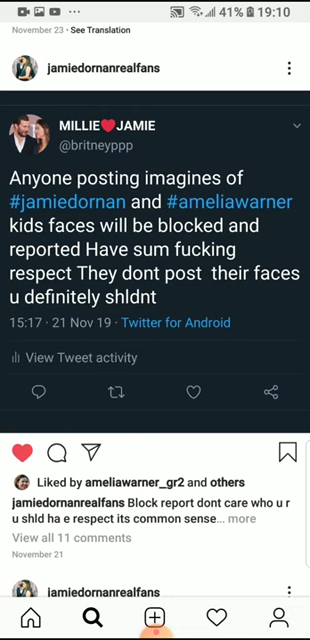 41% 19:10
November 23 • See Translation
jamiedornanrealfans
MILLIE❤️JAMIE
@britneyppp
Anyone posting imagines of
#jamiedornan and #ameliawarner
kids faces will be blocked and
reported Have sum fucking
respect They dont post their faces
u definitely shldnt
15:17 · 21 Nov 19 · Twitter for Android
View Tweet activity
Liked by ameliawarner_gr2 and others
jamiedornanrealfans Block report dont care who u r
u shld ha e respect its common sense... more
View all 11 comments
November 21
jamiedornanrealfans